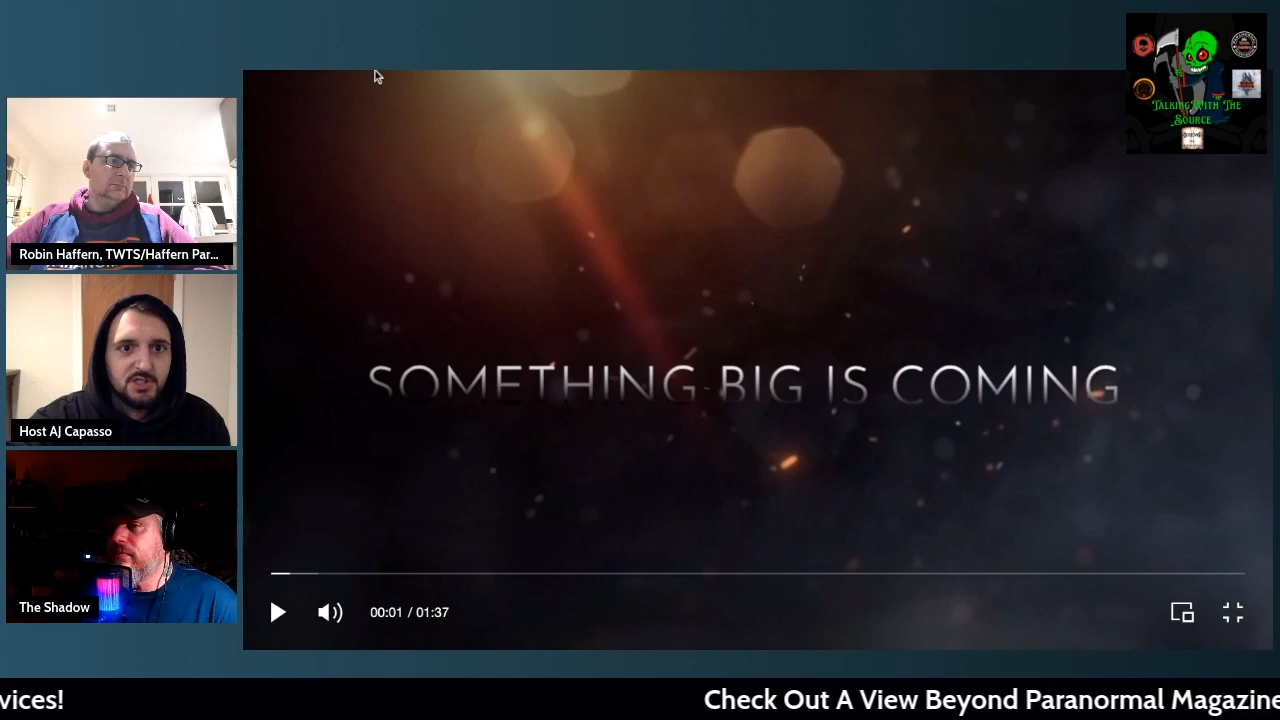 TALKING WITH THE
SOURCE
Robin Haffern, TWTS/Haffern Par...
Host AJ Capasso
The Shadow
SOMETHING BIG IS COMING
00:01 / 01:37
vices!
Check Out A View Beyond Paranormal Magazine